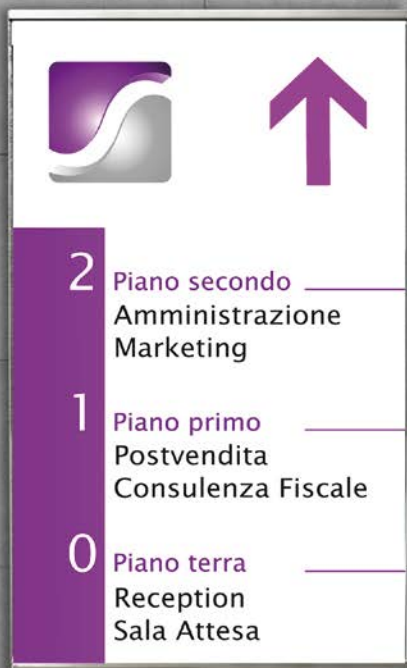 2
Piano secondo
Amministrazione
Marketing
1
Piano primo
Postvendita
Consulenza Fiscale
0
Piano terra
Reception
Sala Attesa